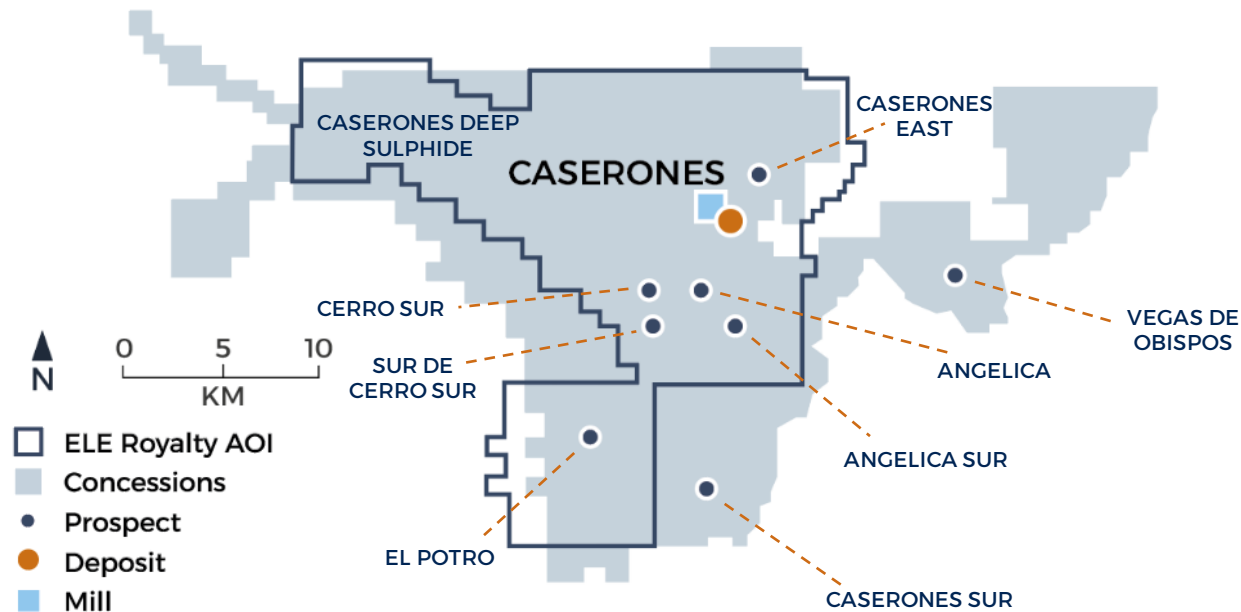 CASERONES
EAST
CASERONES DEEP
SULPHIDE
CASERONES
CERRO SUR
VEGAS DE
OBISPOS
N
0 5 10
KM
SUR DE
CERRO SUR
ANGELICA
ELE Royalty AOI
Concessions
Prospect
Deposit
Mill
ANGELICA SUR
EL POTRO
CASERONES SUR